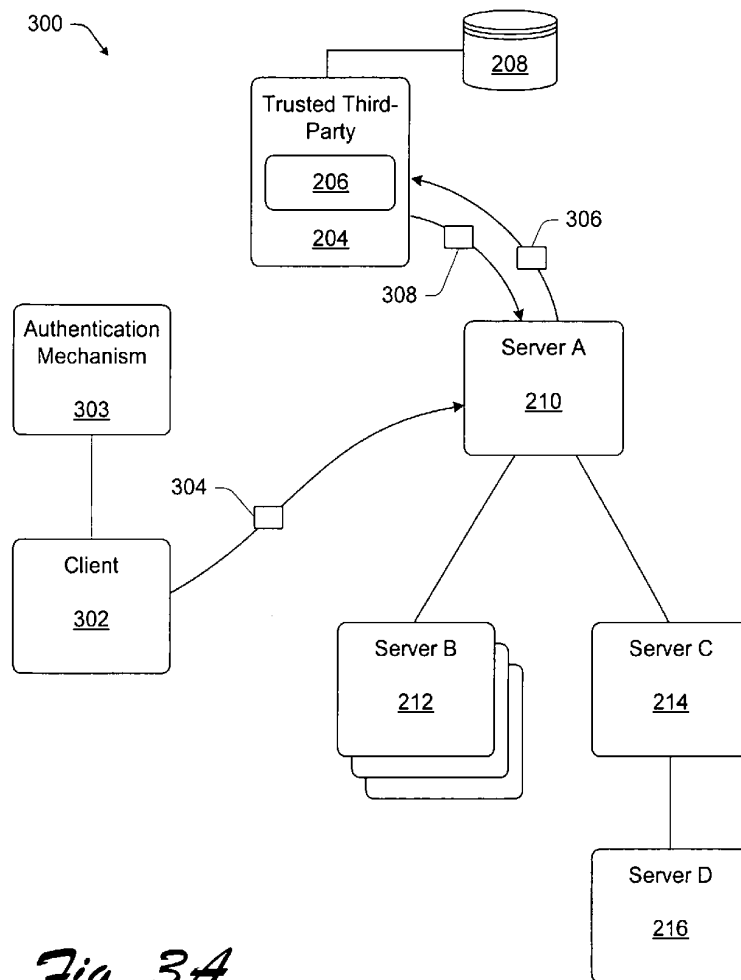 300
208
Trusted Third-
Party
206
204
306
308
Authentication
Mechanism
303
Server A
210
304
Client
302
Server B
212
Server C
214
Server D
216
Fig. 3A